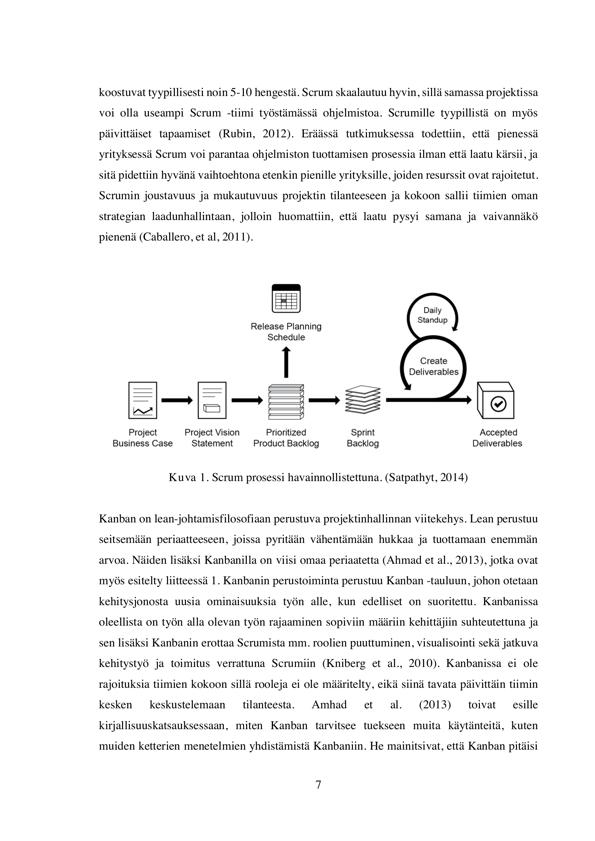 koostuvat tyypillisesti noin 5-10 hengestä. Scrum skaalautuu hyvin, sillä samassa projektissa
voi olla useampi Scrum -tiimi työstämässä ohjelmistoa. Scrumille tyypillistä on myös
päivittäiset tapaamiset (Rubin, 2012). Eräässä tutkimuksessa todettiin, että pienessä
yrityksessä Scrum voi parantaa ohjelmiston tuottamisen prosessia ilman että laatu kärsii, ja
sitä pidettiin hyvänä vaihtoehtona etenkin pienille yrityksille, joiden resurssit ovat rajoitetut.
Scrumin joustavuus ja mukautuvuus projektin tilanteeseen ja kokoon sallii tiimien oman
strategian laadunhallintaan, jolloin huomattiin, että laatu pysyi samana ja vaivannäkö
pienenä (Caballero, et al, 2011).
Daily
Standup
Release Planning
Schedule
Create
Deliverables
Project
Business Case
Project Vision
Statement
Prioritized
Product Backlog
Sprint
Backlog
Accepted
Deliverables
Kuva 1. Scrum prosessi havainnollistettuna. (Satpathyt, 2014)
Kanban on lean-johtamisfilosofiaan perustuva projektinhallinnan viitekehys. Lean perustuu
seitsemään periaatteeseen, joissa pyritään vähentämään hukkaa ja tuottamaan enemmän
arvoa. Näiden lisäksi Kanbanilla on viisi omaa periaatetta (Ahmad et al., 2013), jotka ovat
myös esitelty liitteessä 1. Kanbanin perustoiminta perustuu Kanban -tauluun, johon otetaan
kehitysjonosta uusia ominaisuuksia työn alle, kun edelliset on suoritettu. Kanbanissa
oleellista on työn alla olevan työn rajaaminen sopiviin määriin kehittäjiin suhteutettuna ja
sen lisäksi Kanbanin erottaa Scrumista mm. roolien puuttuminen, visualisointi sekä jatkuva
kehitystyö ja toimitus verrattuna Scrumiin (Kniberg et al., 2010). Kanbanissa ei ole
rajoituksia tiimien kokoon sillä rooleja ei ole määritelty, eikä siinä tavata päivittäin tiimin
kesken keskustelemaan tilanteesta. Amhad et al. (2013) toivat esille
kirjallisuuskatsauksessaan, miten Kanban tarvitsee tuekseen muita käytänteitä, kuten
muiden ketterien menetelmien yhdistämistä Kanbaniin. He mainitsivat, että Kanban pitäisi
7